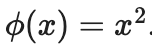 ϕ(x) = x².